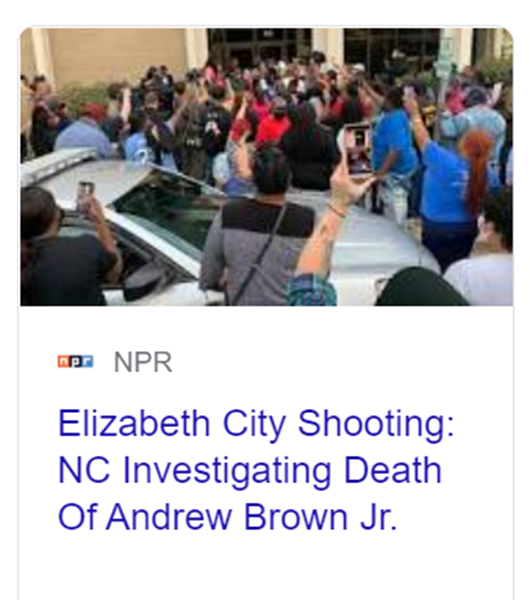 npr NPR
Elizabeth City Shooting:
NC Investigating Death
Of Andrew Brown Jr.